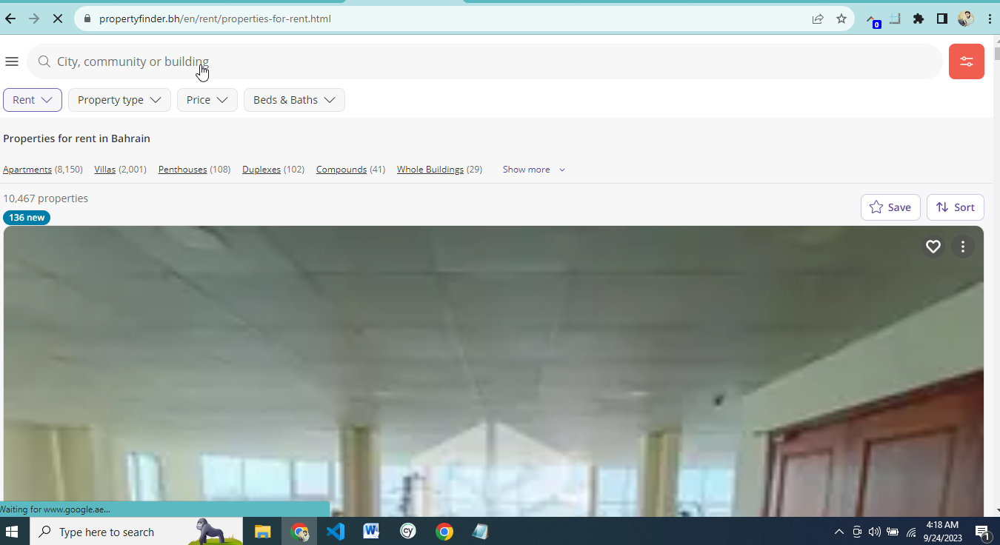 propertyfinder.bh/en/rent/properties-for-rent.html
0
City, community or building
Rent Property type Price Beds & Baths
Properties for rent in Bahrain
Apartments (8,150) Villas (2,001) Penthouses (108) Duplexes (102) Compounds (41) Whole Buildings (29) Show more
10,467 properties
Save Sort
136 new
Waiting for www.google.ae...
Type here to search
W
cy
4:18 AM
9/24/2023
1